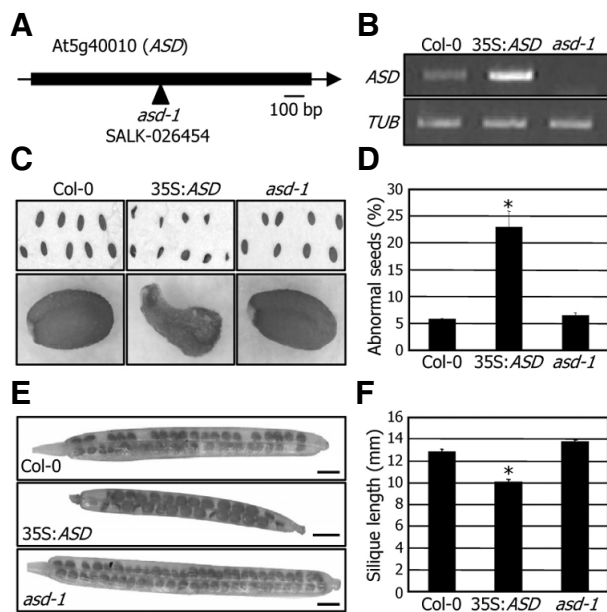 A
At5g40010 (ASD)
asd-1
SALK-026454
100 bp
B
Col-0 35S:ASD asd-1
ASD
TUB
C
Col-0 35S:ASD asd-1
D
Abnormal seeds (%)
30
25
20
15
10
5
0
*
Col-0 35S:ASD asd-1
E
Col-0
35S:ASD
asd-1
F
Silique length (mm)
16
14
12
10
8
6
4
2
0
*
Col-0 35S:ASD asd-1